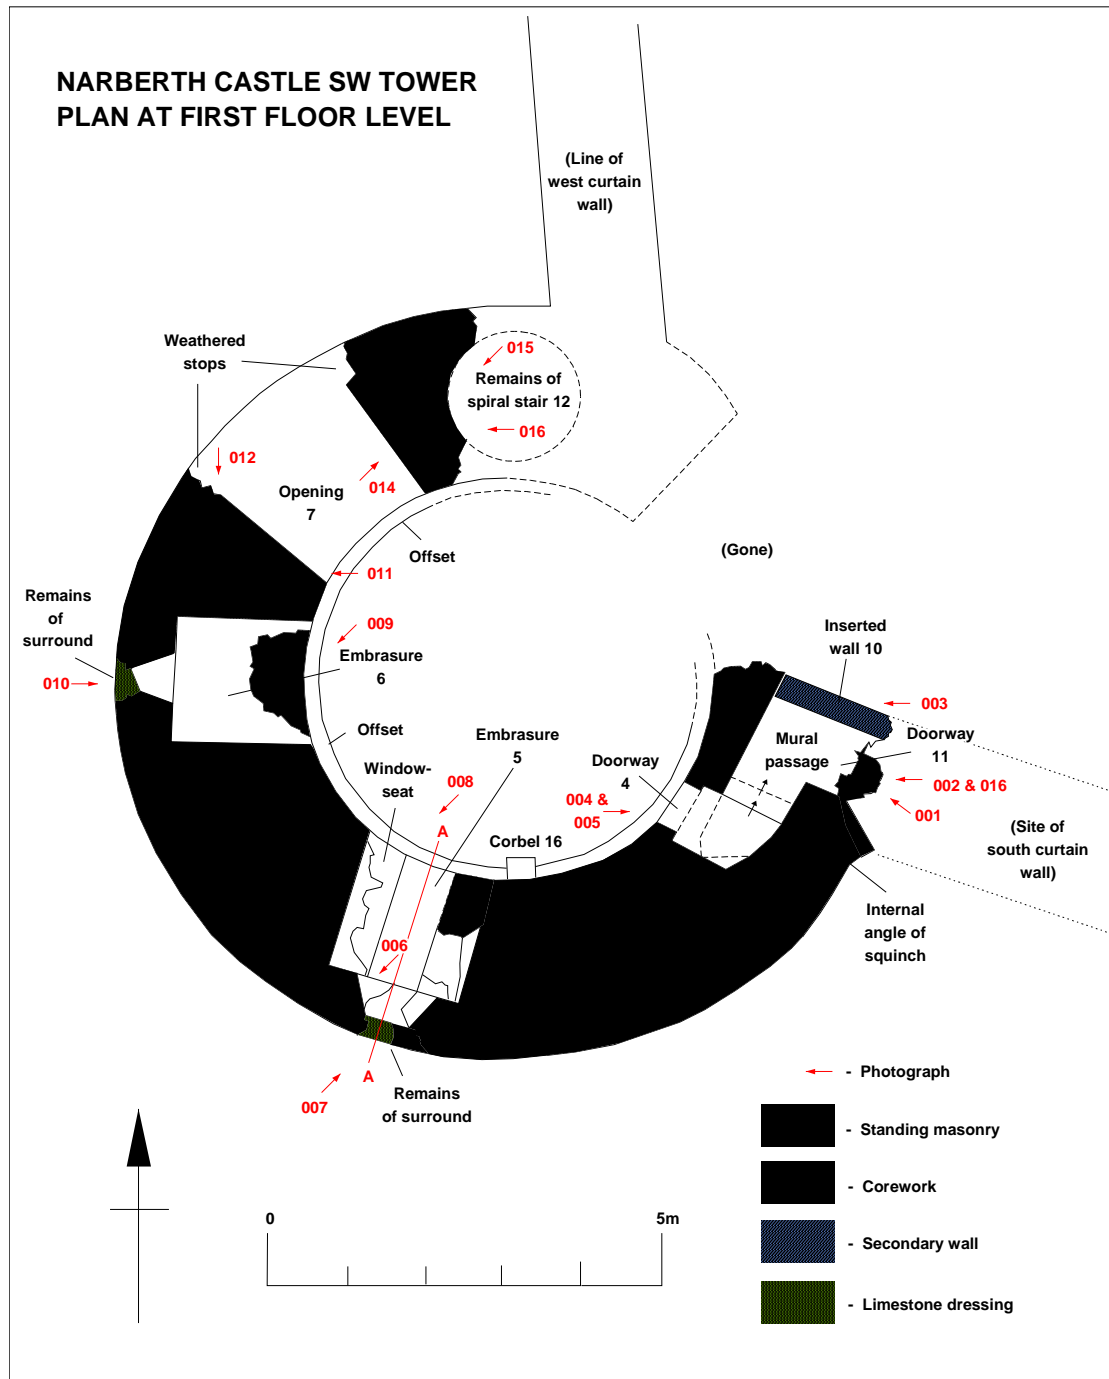 NARBERTH CASTLE SW TOWER
PLAN AT FIRST FLOOR LEVEL
(Line of
west curtain
wall)
Weathered
stops
015
Remains of
spiral stair 12
016
012
014
Opening
7
Offset
(Gone)
011
Remains
of
surround
009
Inserted
wall 10
Embrasure
6
010
003
Offset
Embrasure
5
Mural
passage
Doorway
11
Window-
seat
008
Doorway
4
002 & 016
004 &
005
001
A
Corbel 16
(Site of
south curtain
wall)
Internal
angle of
squinch
006
A
007
Remains
of surround
- Photograph
- Standing masonry
- Corework
- Secondary wall
- Limestone dressing
0
5m